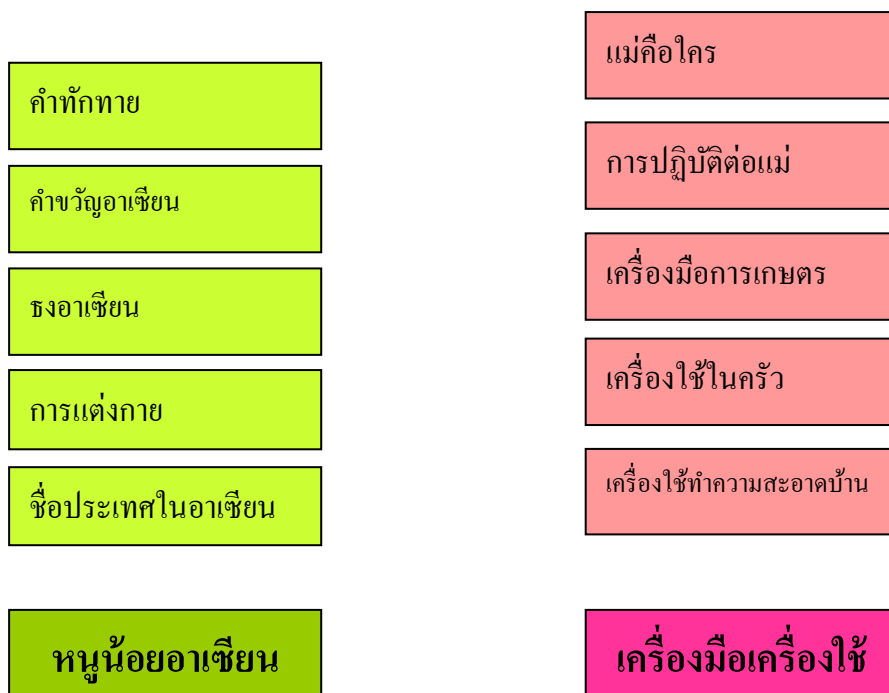 คำทักทาย
คำขวัญอาเซียน
ธงอาเซียน
การแต่งกาย
ชื่อประเทศในอาเซียน
หนูน้อยอาเซียน
แม่คือใคร
การปฏิบัติต่อแม่
เครื่องมือการเกษตร
เครื่องใช้ในครัว
เครื่องใช้ทำความสะอาดบ้าน
เครื่องมือเครื่องใช้